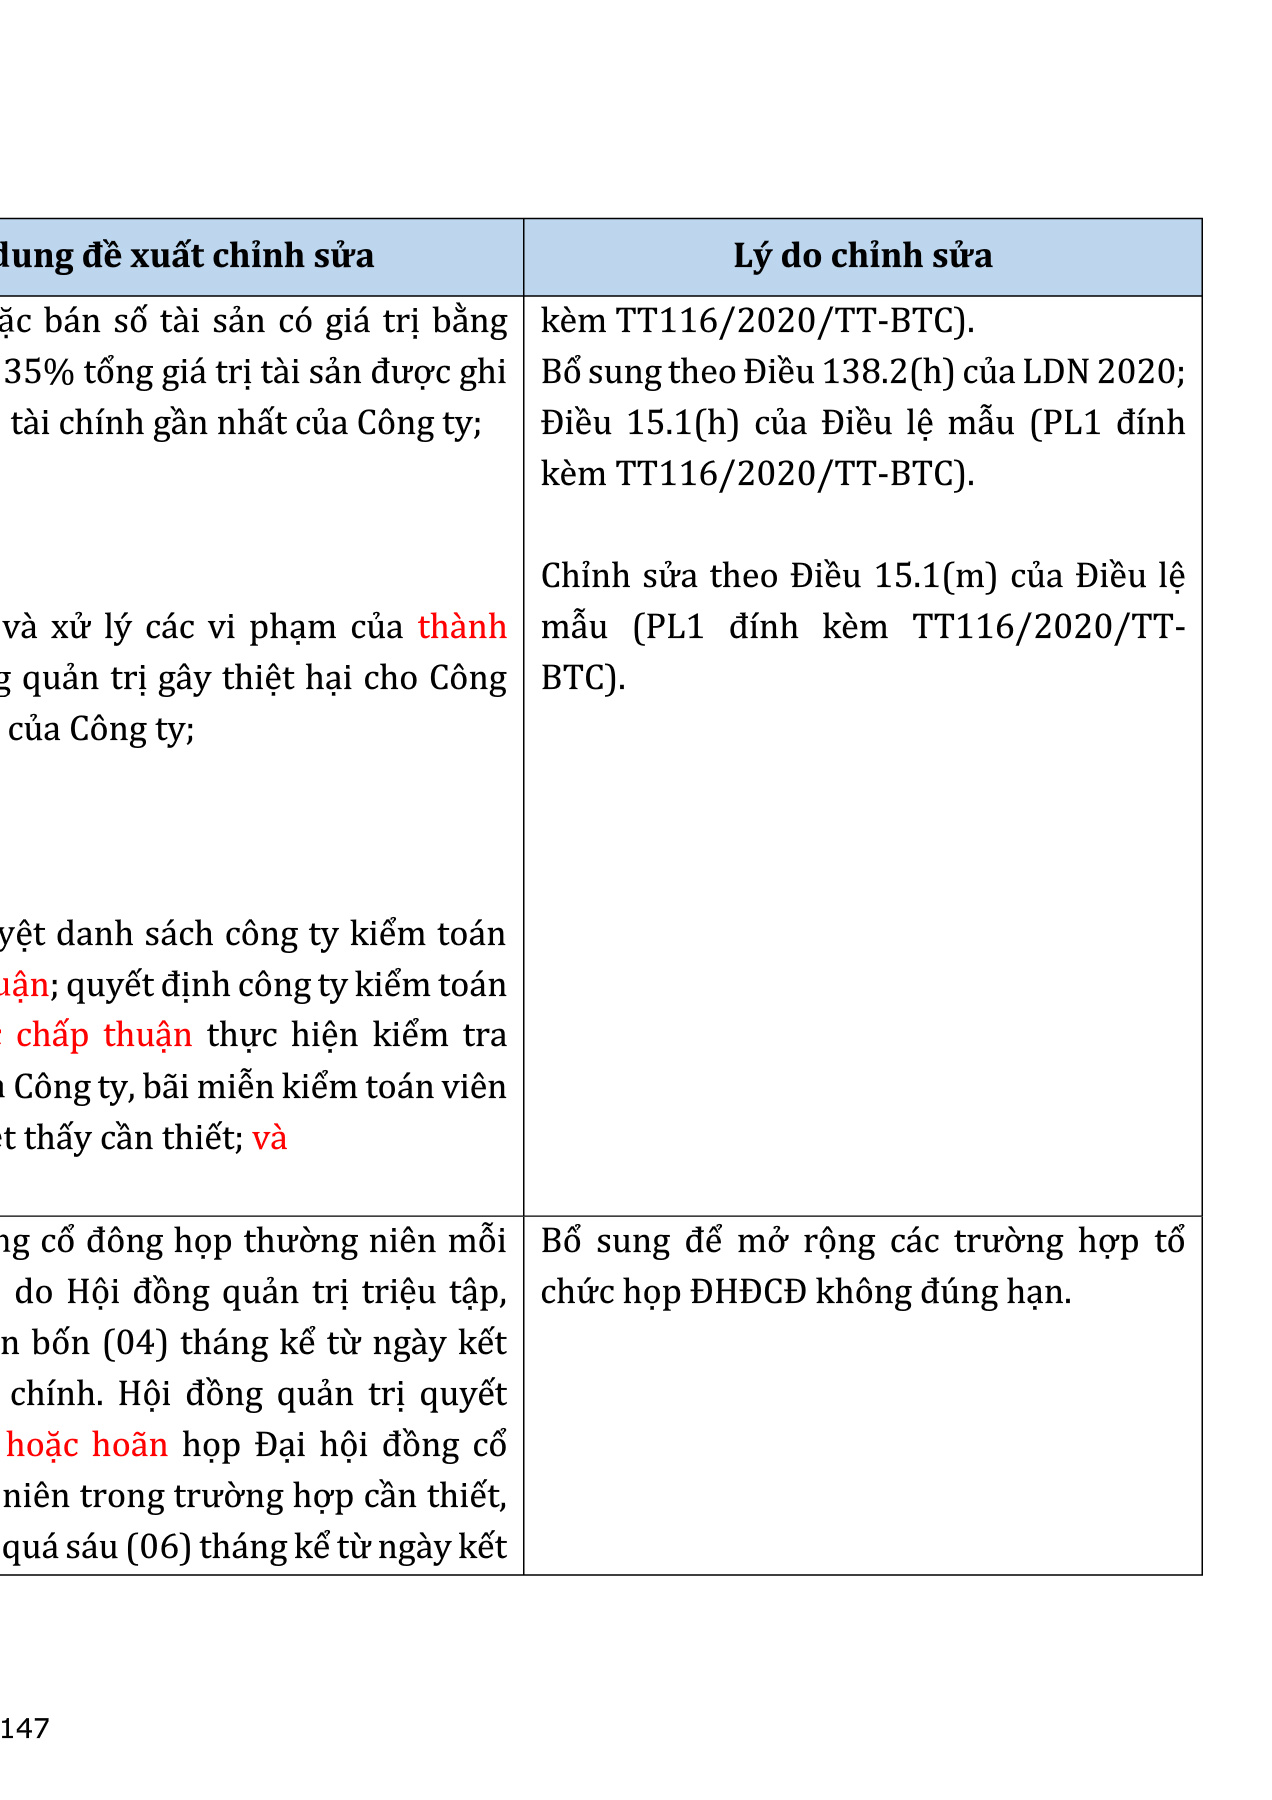 dung đề xuất chỉnh sửa
Lý do chỉnh sửa
bán số tài sản có giá trị bằng
35% tổng giá trị tài sản được ghi
tài chính gần nhất của Công ty;
và xử lý các vi phạm của thành
quản trị gây thiệt hại cho Công
của Công ty;
danh sách công ty kiểm toán
; quyết định công ty kiểm toán
chấp thuận thực hiện kiểm tra
Công ty, bãi miễn kiểm toán viên
thấy cần thiết; và
kèm TT116/2020/TT-BTC).
Bổ sung theo Điều 138.2(h) của LDN 2020;
Điều 15.1(h) của Điều lệ mẫu (PL1 đính
kèm TT116/2020/TT-BTC).
Chỉnh sửa theo Điều 15.1(m) của Điều lệ
mẫu (PL1 đính kèm TT116/2020/TT-
BTC).
cổ đông họp thường niên mỗi
do Hội đồng quản trị triệu tập,
bốn (04) tháng kể từ ngày kết
chính. Hội đồng quản trị quyết
hoặc hoãn họp Đại hội đồng cổ
niên trong trường hợp cần thiết,
quá sáu (06) tháng kể từ ngày kết
Bổ sung để mở rộng các trường hợp tổ
chức họp ĐHĐCĐ không đúng hạn.
147